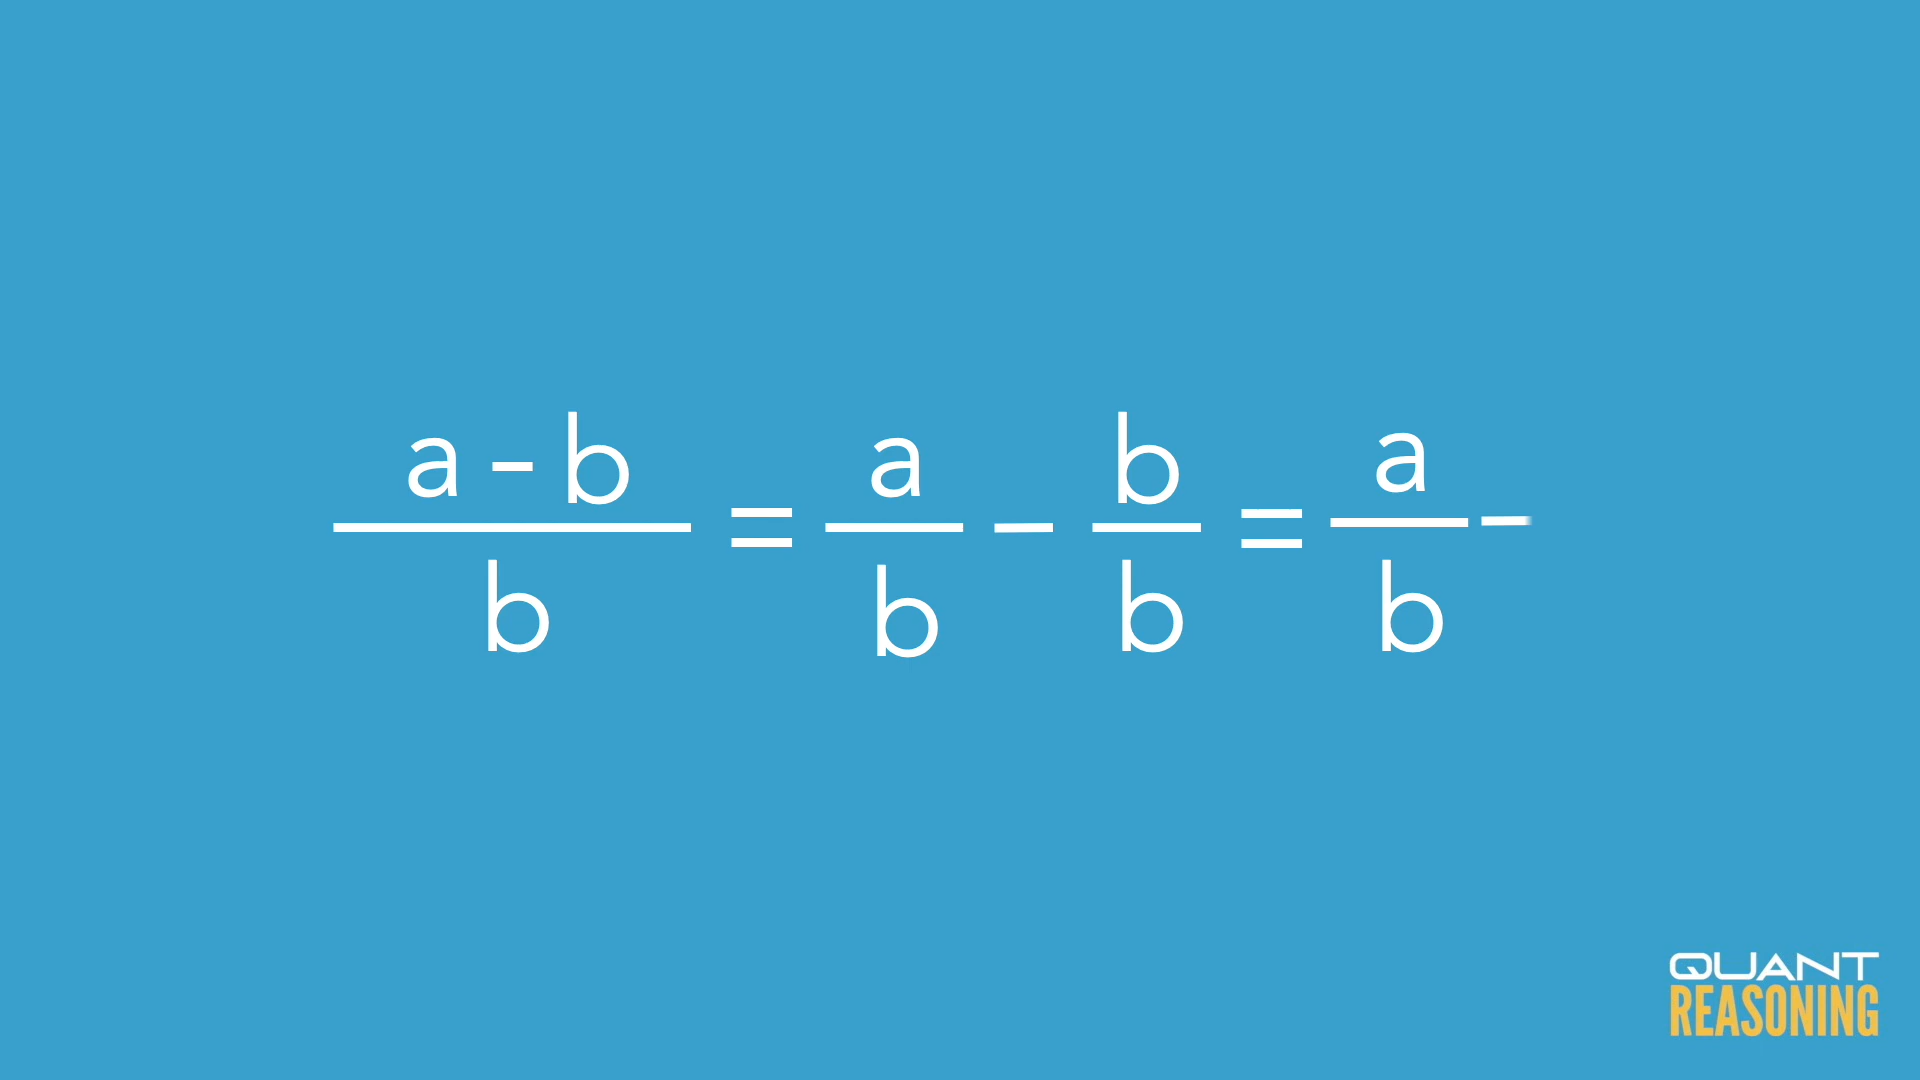 a - b / b = a / b - b / b = a / b -
QUANT
REASONING